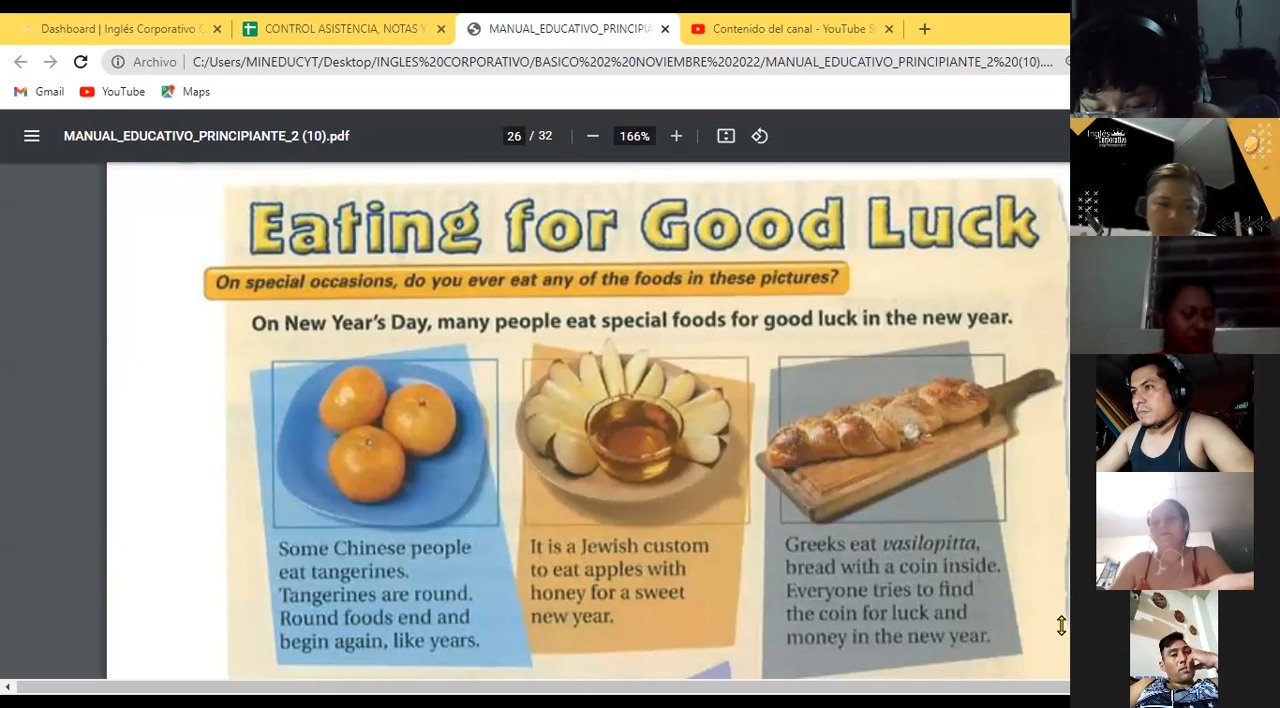 Dashboard | Inglés Corporativo
CONTROL ASISTENCIA, NOTAS Y
MANUAL_EDUCATIVO_PRINCIPIA
Contenido del canal - YouTube S
Archivo
C:/Users/MINEDUCYT/Desktop/INGLES%20CORPORATIVO/BASICO%202%20NOVIEMBRE%202022/MANUAL_EDUCATIVO_PRINCIPIANTE_2%20(10)....
Gmail
YouTube
Maps
MANUAL_EDUCATIVO_PRINCIPIANTE_2 (10).pdf
26 / 32
166%
Eating for Good Luck
On special occasions, do you ever eat any of the foods in these pictures?
On New Year's Day, many people eat special foods for good luck in the new year.
Some Chinese people
eat tangerines.
Tangerines are round.
Round foods end and
begin again, like years.
It is a Jewish custom
to eat apples with
honey for a sweet
new year.
Greeks eat vasilopitta,
bread with a coin inside.
Everyone tries to find
the coin for luck and
money in the new year.
Inglés
Corporativo